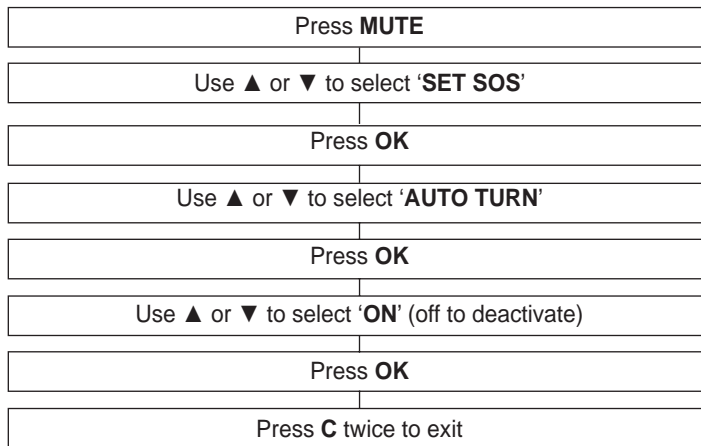 Press MUTE
Use ▲ or ▼ to select ‘SET SOS’
Press OK
Use ▲ or ▼ to select ‘AUTO TURN’
Press OK
Use ▲ or ▼ to select ‘ON’ (off to deactivate)
Press OK
Press C twice to exit